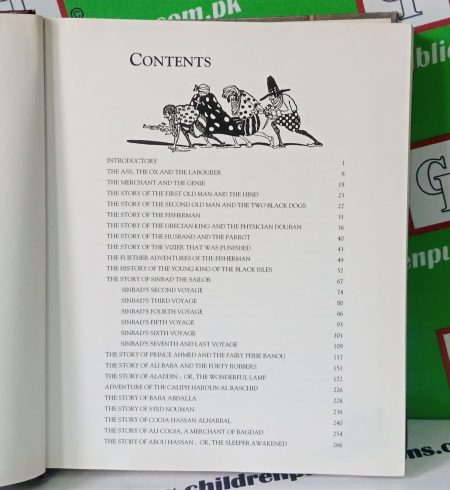 .com.pk
CONTENTS
INTRODUCTORY 1
THE ASS, THE OX AND THE LABOUBER 8
THE MERCHANT AND THE GENIE 18
THE STORY OF THE FIRST OLD MAN AND THE HIND 23
THE STORY OF THE SECOND OLD MAN AND THE TWO BLACK DOGS 27
THE STORY OF THE FISHERMAN 31
THE STORY OF THE GRECIAN KING AND THE PHYSICIAN DOUBAN 36
THE STORY OF THE HUSBAND AND THE PARROT 40
THE STORY OF THE VIZIER THAT WAS PUNISHED 43
THE FURTHER ADVENTURES OF THE FISHERMAN 49
THE HISTORY OF THE YOUNG KING OF THE BLACK ISLES 57
THE STORY OF SINBAD THE SAILOR 67
SINBAD'S SECOND VOYAGE 74
SINBAD'S THIRD VOYAGE 80
SINBAD'S FOURTH VOYAGE 86
SINBAD'S FIFTH VOYAGE 93
SINBAD'S SIXTH VOYAGE 101
SINBAD'S SEVENTH AND LAST VOYAGE 109
THE STORY OF PRINCE AHMED AND THE FAIRY PERIE BANOU 117
THE STORY OF ALI BABA AND THE FORTY ROBBERS 151
THE STORY OF ALADDIN ; OR, THE WONDERFUL LAMP 172
ADVENTURE OF THE CALIPH HAROUN AL RASCHID 226
THE STORY OF BABA ABDALLA 228
THE STORY OF SYED NOUMAN 236
THE STORY OF COGIA HASSAN ALHABBAL 240
THE STORY OF ALI COGIA, A MERCHANT OF BAGDAD 254
THE STORY OF ABOU HASSAN ; OR, THE SLEEPER AWAKENED 266
blic
childrenpu
ns.com
www.childrenpu